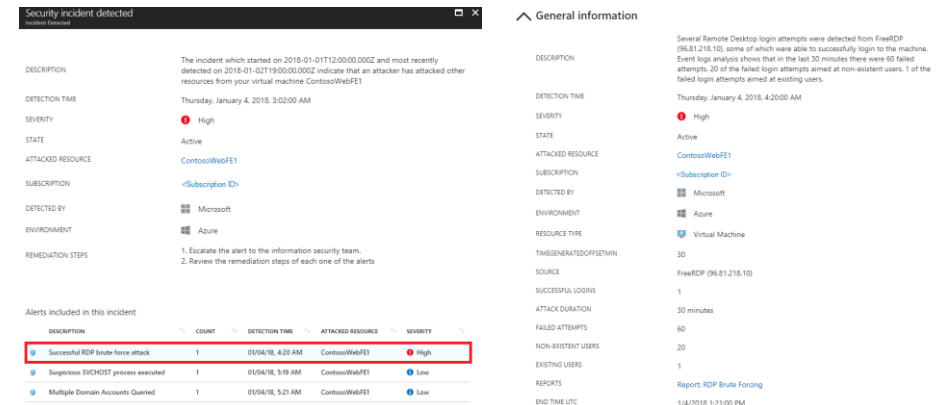 Security incident detected
Incident Detected
DESCRIPTION
The incident which started on 2018-01-01T12:00:00.000Z and most recently
detected on 2018-01-02T19:00:00.000Z indicate that an attacker has attacked other
resources from your virtual machine ContosoWebFE1
DETECTION TIME
Thursday, January 4, 2018, 3:02:00 AM
SEVERITY
High
STATE
Active
ATTACKED RESOURCE
ContosoWebFE1
SUBSCRIPTION
<Subscription ID>
DETECTED BY
Microsoft
ENVIRONMENT
Azure
REMEDIATION STEPS
1. Escalate the alert to the information security team.
2. Review the remediation steps of each one of the alerts
Alerts included in this incident
DESCRIPTION COUNT DETECTION TIME ATTACKED RESOURCE SEVERITY
Successful RDP brute force attack 1 01/04/18, 4:20 AM ContosoWebFE1 High
Suspicious SVCHOST process executed 1 01/04/18, 5:19 AM ContosoWebFE1 Low
Multiple Domain Accounts Queried 1 01/04/18, 5:21 AM ContosoWebFE1 Low
General information
DESCRIPTION
Several Remote Desktop login attempts were detected from FreeRDP
(96.81.218.10), some of which were able to successfully login to the machine.
Event logs analysis shows that in the last 30 minutes there were 60 failed
attempts. 20 of the failed login attempts aimed at non-existent users. 1 of the
failed login attempts aimed at existing users.
DETECTION TIME
Thursday, January 4, 2018, 4:20:00 AM
SEVERITY
High
STATE
Active
ATTACKED RESOURCE
ContosoWebFE1
SUBSCRIPTION
<Subscription ID>
DETECTED BY
Microsoft
ENVIRONMENT
Azure
RESOURCE TYPE
Virtual Machine
TIMEGENERATEDOFFSETMIN
30
SOURCE
FreeRDP (96.81.218.10)
SUCCESSFUL LOGINS
1
ATTACK DURATION
30 minutes
FAILED ATTEMPTS
60
NON-EXISTENT USERS
20
EXISTING USERS
1
REPORTS
Report: RDP Brute Forcing
END TIME UTC
1/4/2018 1:21:00 PM